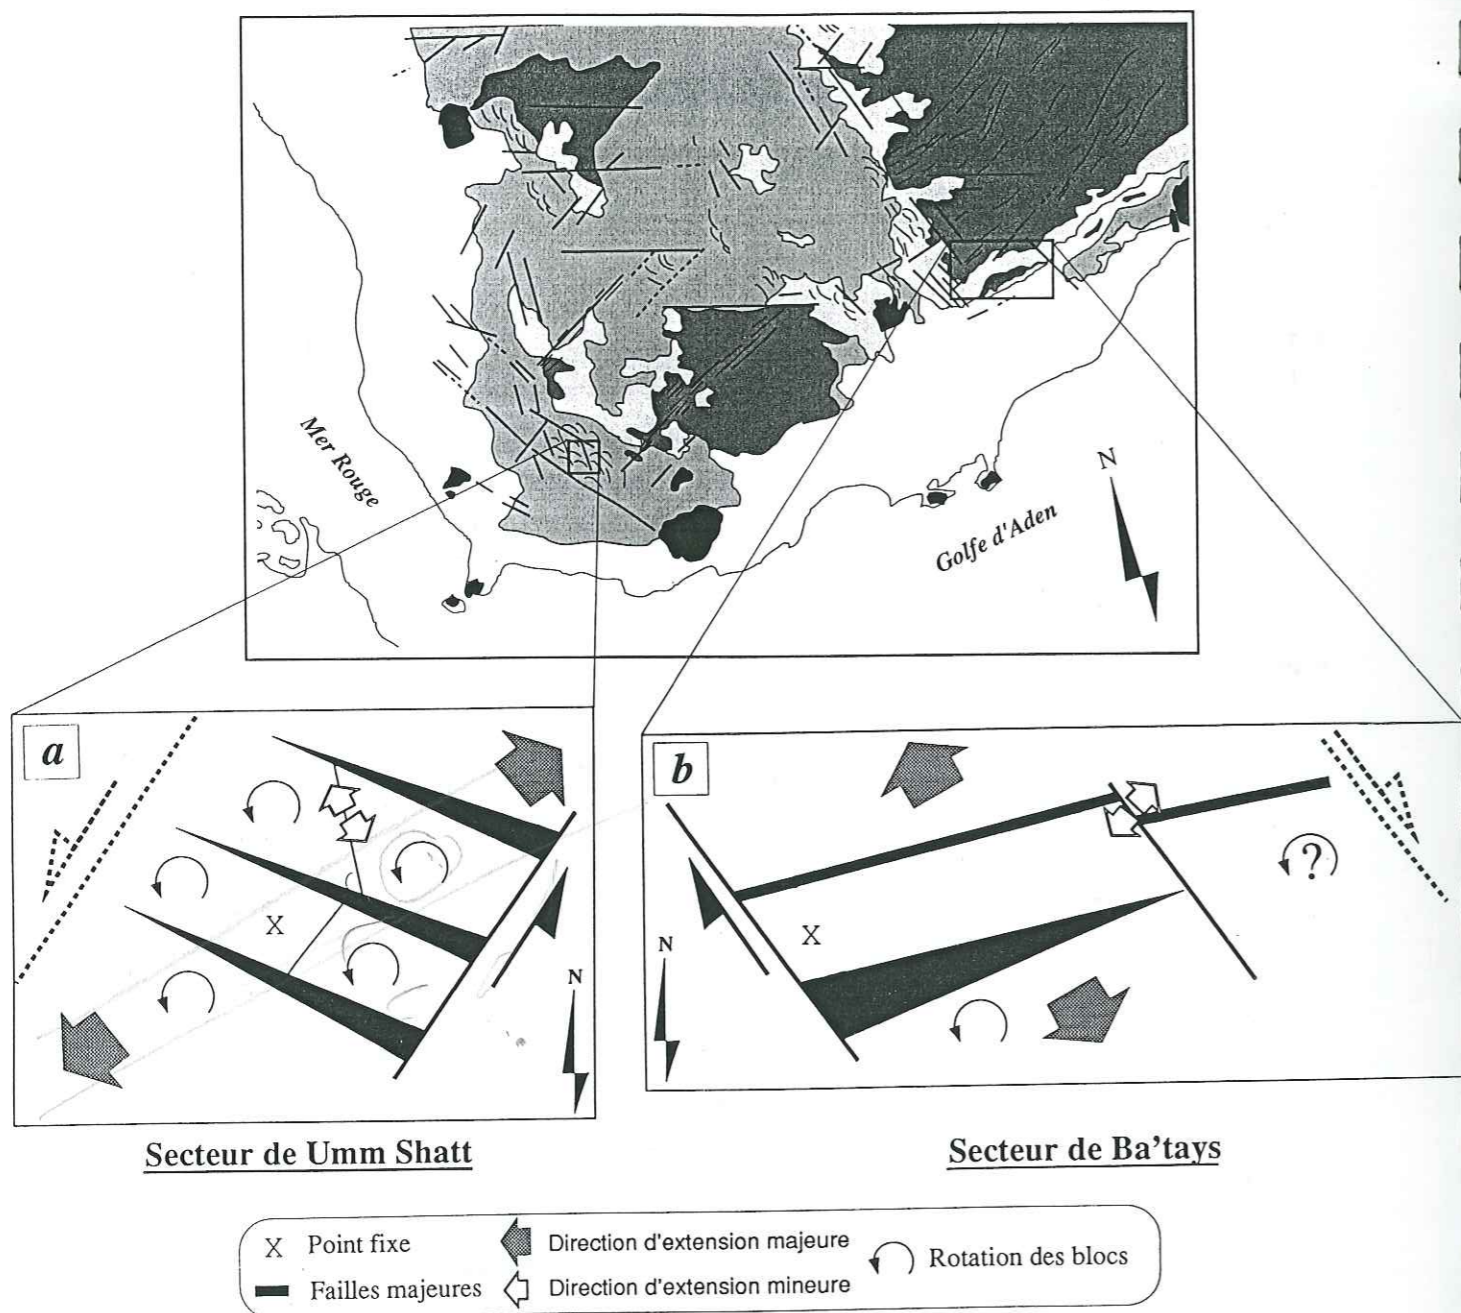 Mer Rouge
Golfe d'Aden
N
a
X
N
b
X
?
N
Secteur de Umm Shatt
Secteur de Ba'tays
X Point fixe
Direction d'extension majeure
Rotation des blocs
Failles majeures
Direction d'extension mineure